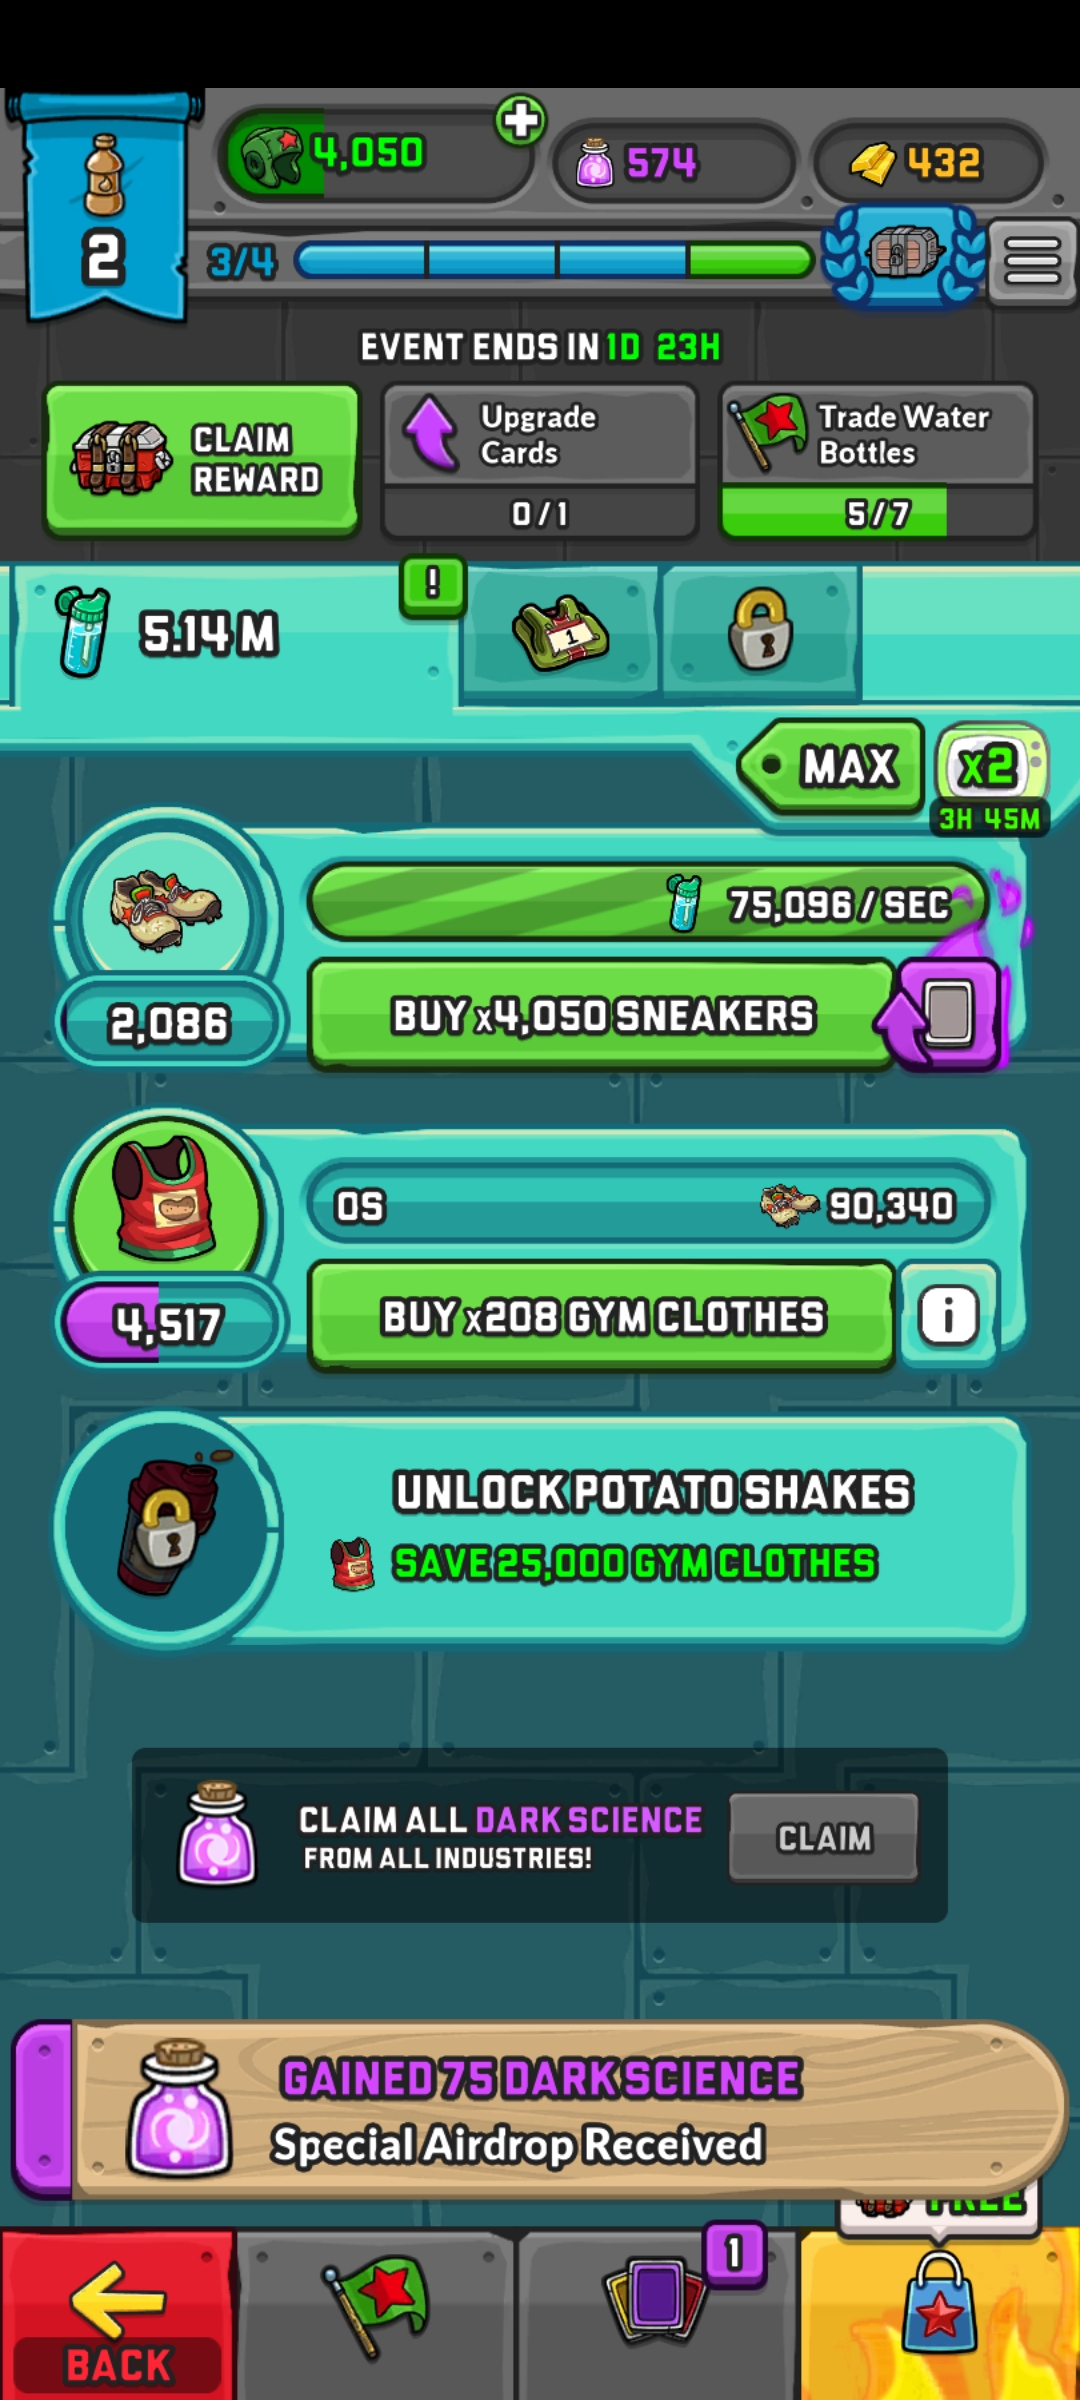 4,050
574
432
2
3/4
EVENT ENDS IN 1D 23H
CLAIM
REWARD
Upgrade
Cards
0/1
Trade Water
Bottles
5/7
5.14 M
!
1
MAX
x2
3H 45M
75,096/SEC
2,086
BUY x4,050 SNEAKERS
0S
90,340
4,517
BUY x208 GYM CLOTHES
i
UNLOCK POTATO SHAKES
SAVE 25,000 GYM CLOTHES
CLAIM ALL DARK SCIENCE
FROM ALL INDUSTRIES!
CLAIM
GAINED 75 DARK SCIENCE
Special Airdrop Received
FREE
1
BACK